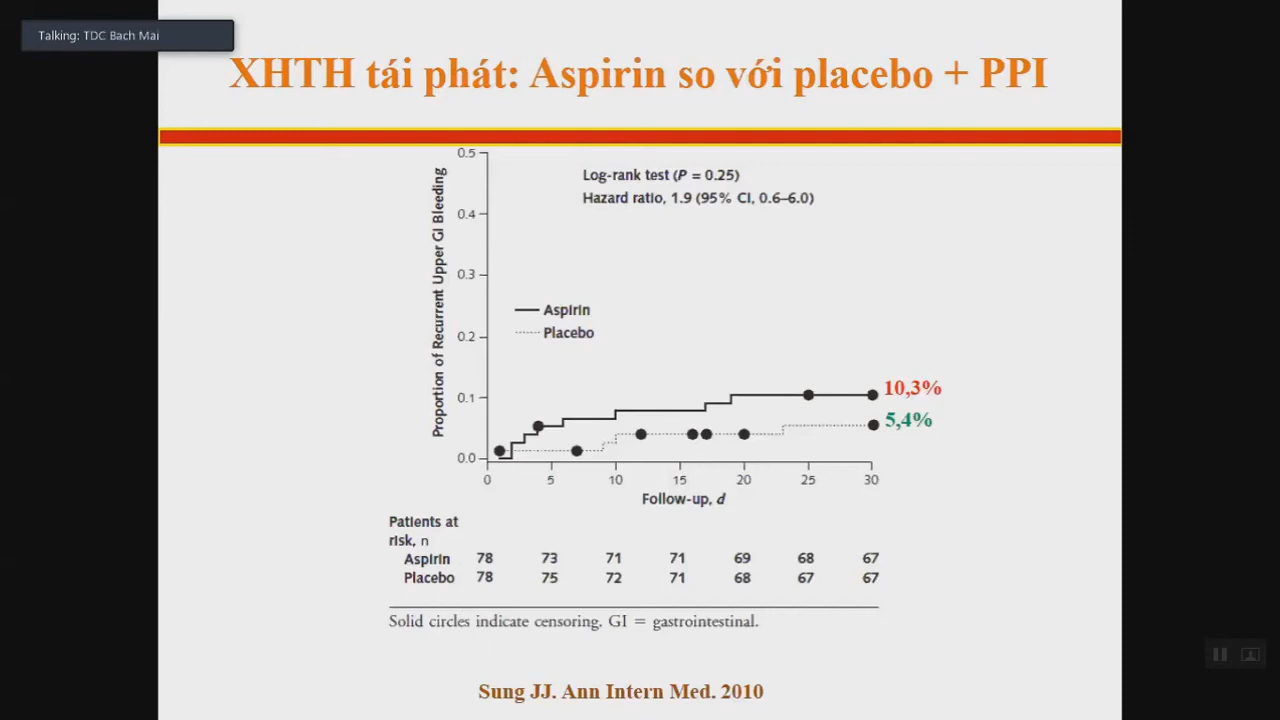 Talking: TDC Bach Mai
XHTH tái phát: Aspirin so với placebo + PPI
Proportion of Recurrent Upper GI Bleeding
0.5
0.4
0.3
0.2
0.1
0.0
Log-rank test (P = 0.25)
Hazard ratio, 1.9 (95% CI, 0.6–6.0)
Aspirin
Placebo
10,3%
5,4%
0 5 10 15 20 25 30
Follow-up, d
Patients at
risk, n
Aspirin 78 73 71 71 69 68 67
Placebo 78 75 72 71 68 67 67
Solid circles indicate censoring. GI = gastrointestinal.
Sung JJ. Ann Intern Med. 2010